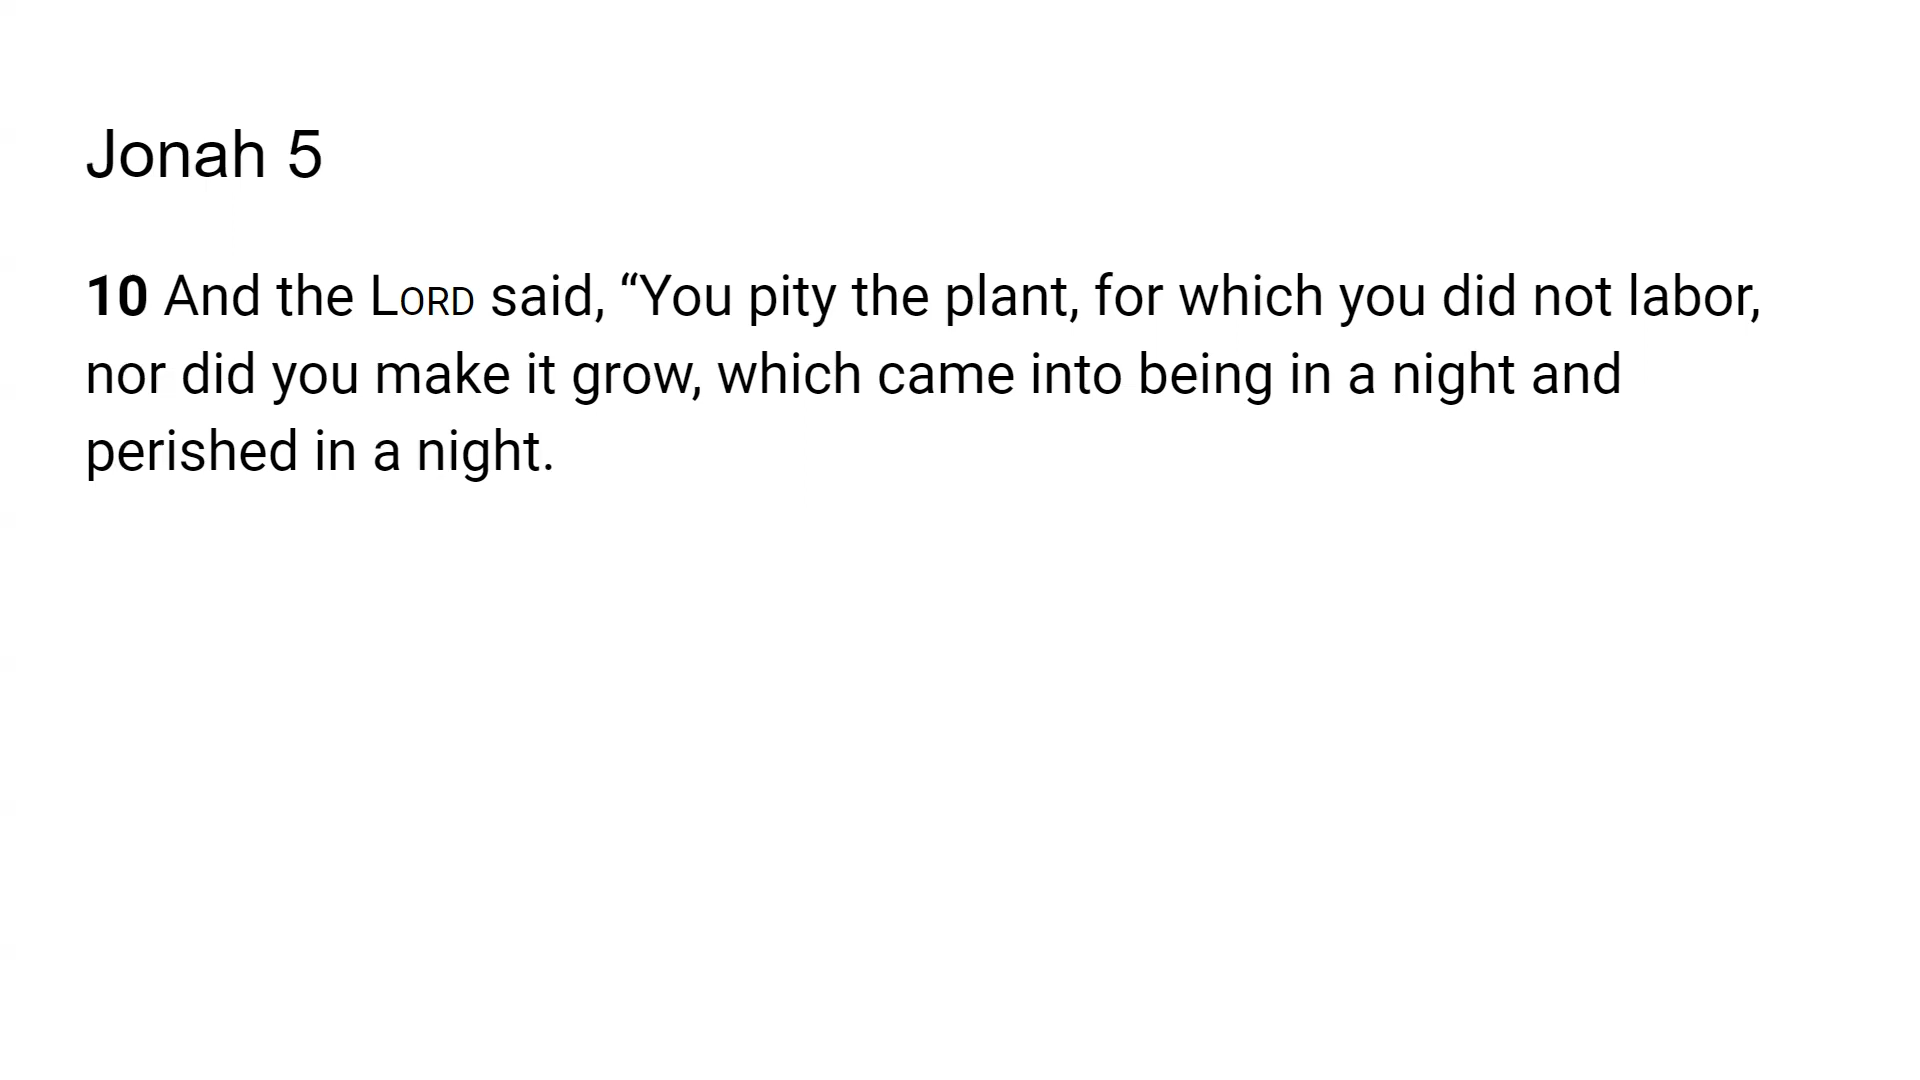 Jonah 5
10 And the LORD said, “You pity the plant, for which you did not labor,
nor did you make it grow, which came into being in a night and
perished in a night.